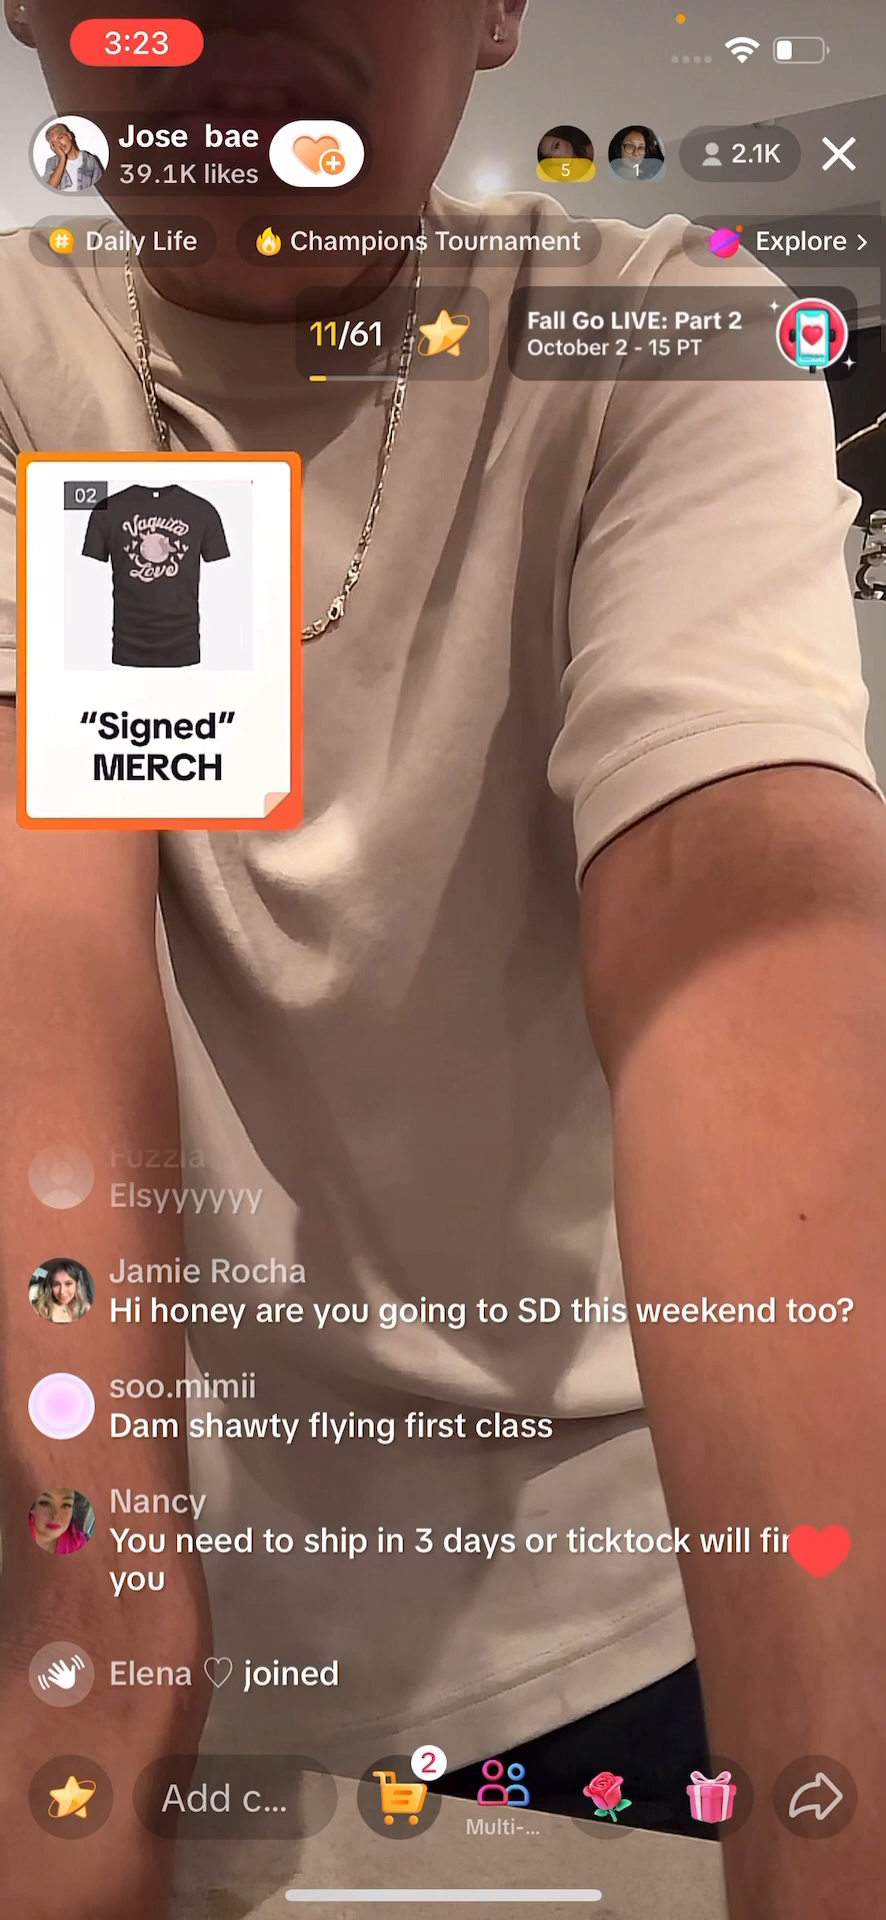 3:23
Jose bae
39.1K likes
5
1
2.1K
Daily Life
Champions Tournament
Explore >
11/61
Fall Go LIVE: Part 2
October 2 - 15 PT
02
Vaquita
Love
“Signed”
MERCH
Fuzzia
Elsyyyyyy
Jamie Rocha
Hi honey are you going to SD this weekend too?
soo.mimii
Dam shawty flying first class
Nancy
You need to ship in 3 days or ticktock will
you
Elena ♡ joined
2
Add c...
Multi-...